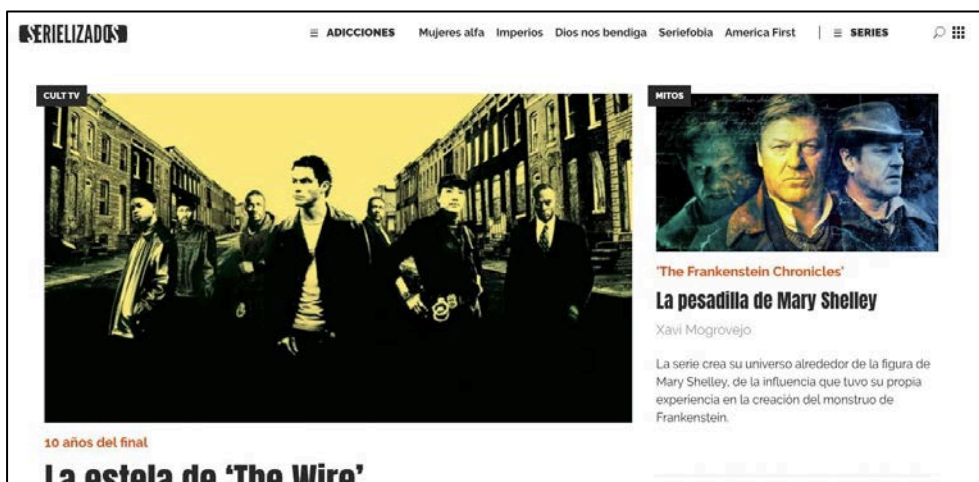 SERIELIZADOS
≡ ADICCIONES Mujeres alfa Imperios Dios nos bendiga Seriefobia America First | ≡ SERIES
CULT TV
10 años del final
La estela de ‘The Wire’
MITOS
'The Frankenstein Chronicles'
La pesadilla de Mary Shelley
Xavi Mogrovejo
La serie crea su universo alrededor de la figura de
Mary Shelley, de la influencia que tuvo su propia
experiencia en la creación del monstruo de
Frankenstein.